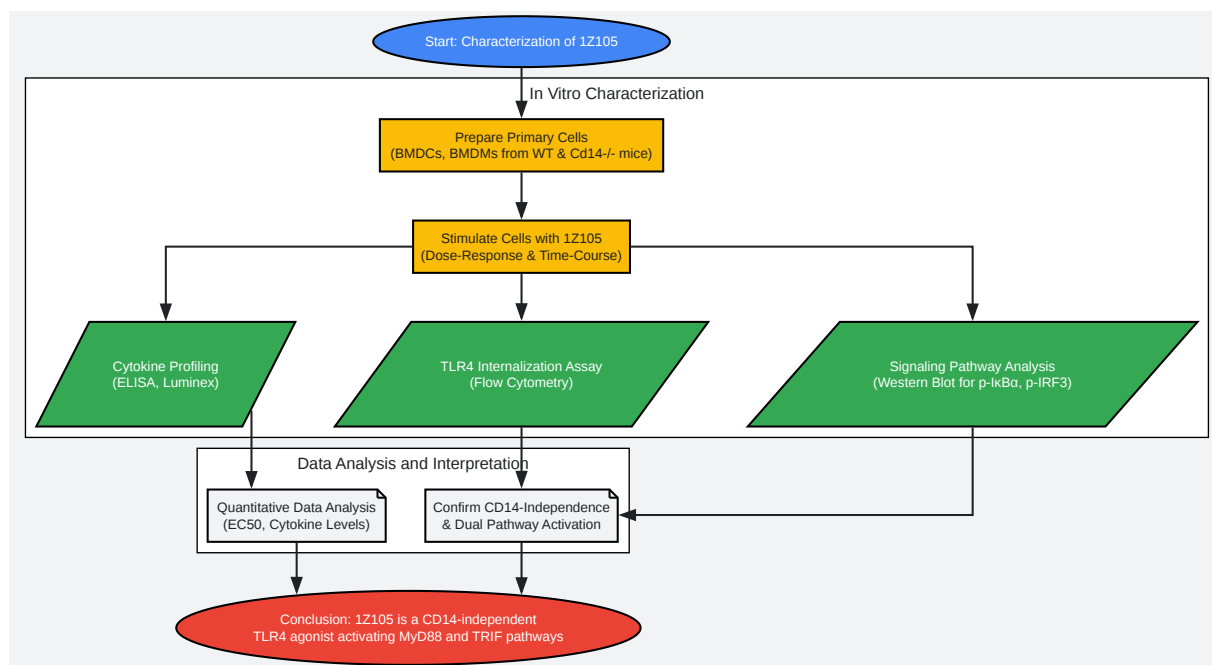 Start: Characterization of 1Z105
In Vitro Characterization
Prepare Primary Cells
(BMDCs, BMDMs from WT & Cd14-/- mice)
Stimulate Cells with 1Z105
(Dose-Response & Time-Course)
Cytokine Profiling
(ELISA, Luminex)
TLR4 Internalization Assay
(Flow Cytometry)
Signaling Pathway Analysis
(Western Blot for p-IκBα, p-IRF3)
Data Analysis and Interpretation
Quantitative Data Analysis
(EC50, Cytokine Levels)
Confirm CD14-Independence
& Dual Pathway Activation
Conclusion: 1Z105 is a CD14-independent
TLR4 agonist activating MyD88 and TRIF pathways